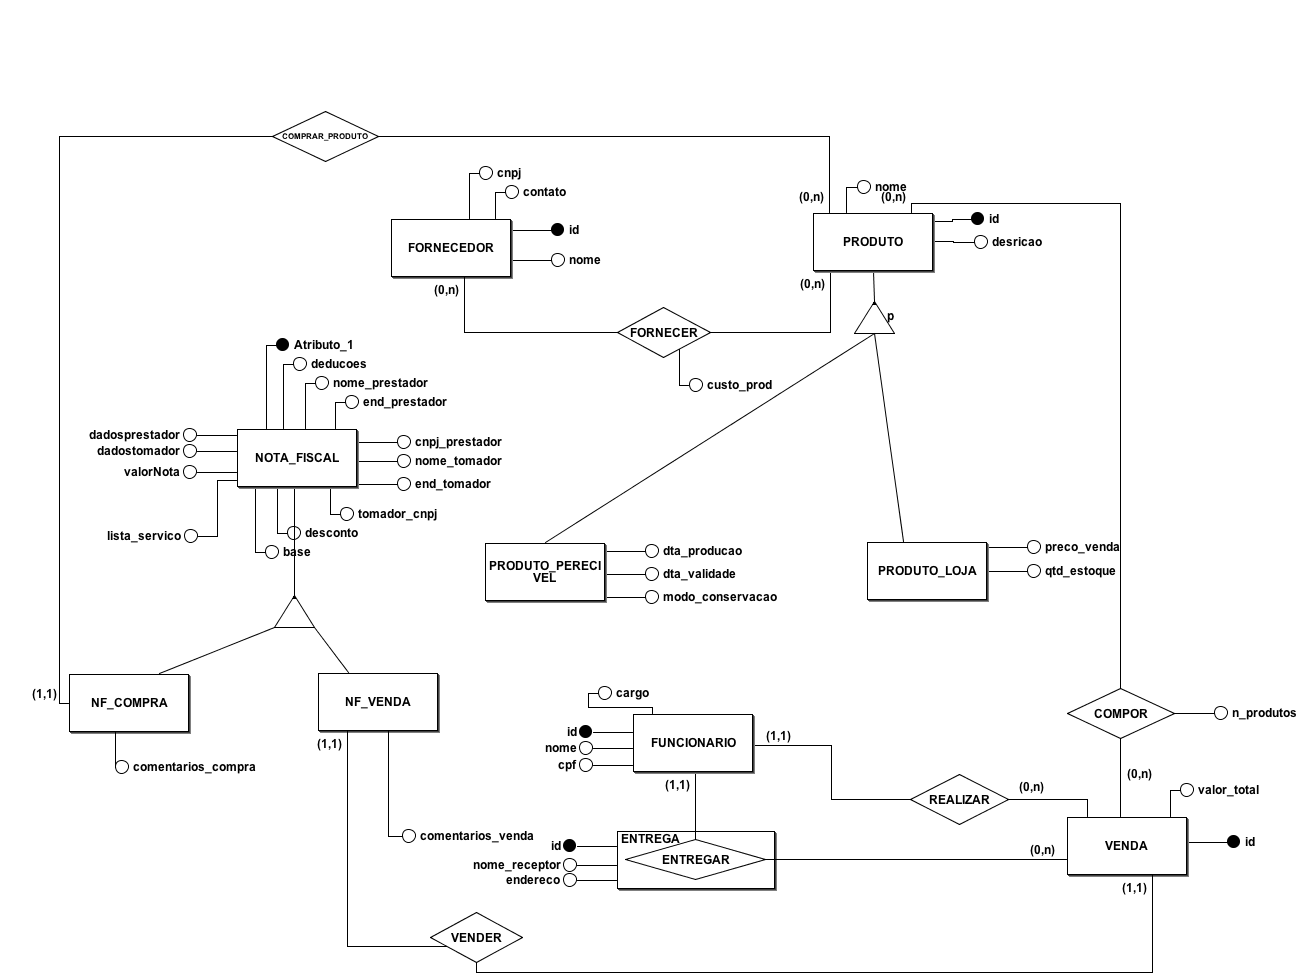 COMPRAR_PRODUTO
cnpj
contato
nome
(0,n)
(0,n)
id
FORNECEDOR
id
PRODUTO
desricao
nome
(0,n)
(0,n)
p
FORNECER
Atributo_1
deducoes
nome_prestador
custo_prod
end_prestador
dadosprestador
cnpj_prestador
dadostomador
NOTA_FISCAL
nome_tomador
valorNota
end_tomador
tomador_cnpj
lista_servico
desconto
base
PRODUTO_PERECI
VEL
dta_producao
dta_validade
modo_conservacao
PRODUTO_LOJA
preco_venda
qtd_estoque
(1,1)
NF_COMPRA
NF_VENDA
cargo
COMPOR
n_produtos
id
nome
cpf
FUNCIONARIO
(1,1)
(1,1)
comentarios_compra
(1,1)
(0,n)
REALIZAR
(0,n)
valor_total
comentarios_venda
id
nome_receptor
endereco
ENTREGA
ENTREGAR
(0,n)
VENDA
id
(1,1)
VENDER